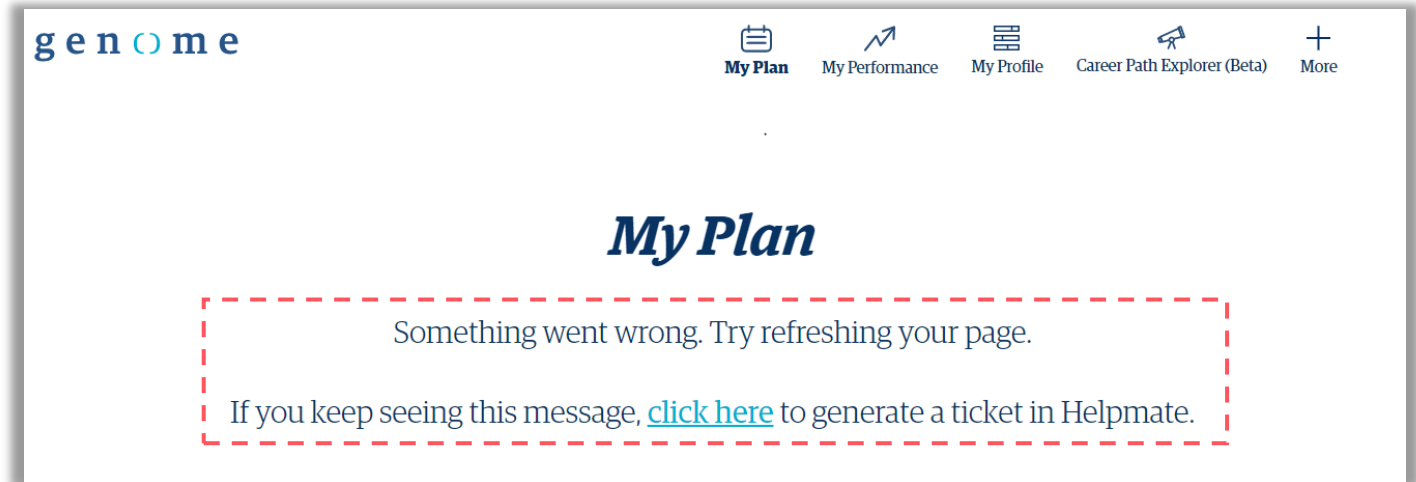 genome
My Plan
My Performance
My Profile
Career Path Explorer (Beta)
More
My Plan
Something went wrong. Try refreshing your page.
If you keep seeing this message, click here to generate a ticket in Helpmate.